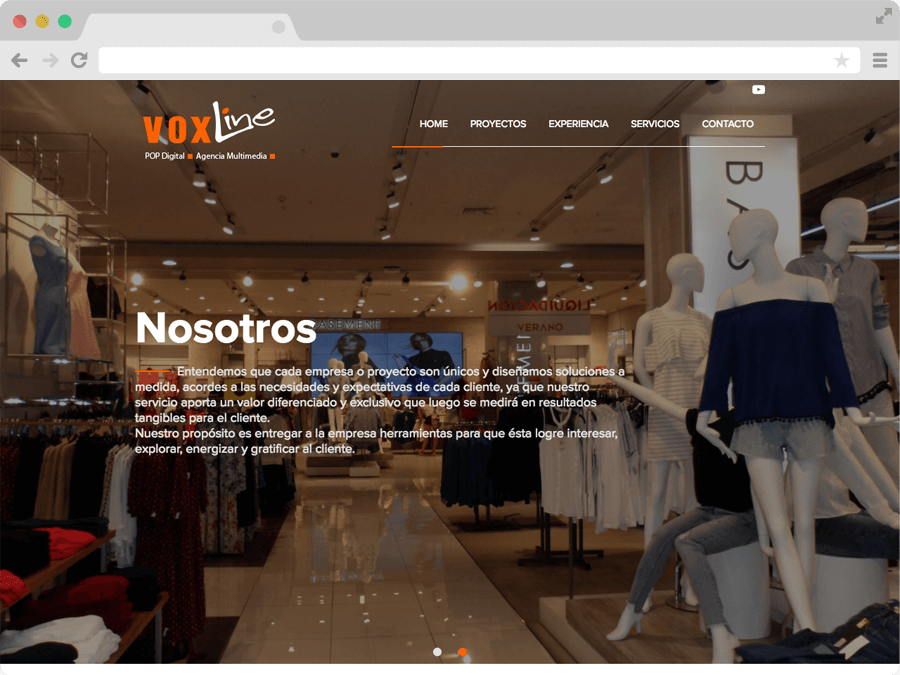 VOXLine
POP Digital ■ Agencia Multimedia ■
HOME PROYECTOS EXPERIENCIA SERVICIOS CONTACTO
BAS
LIQUIDACION
VERANO
BASEMENT
Nosotros
Entendemos que cada empresa o proyecto son únicos y diseñamos soluciones a
medida, acordes a las necesidades y expectativas de cada cliente, ya que nuestro
servicio aporta un valor diferenciado y exclusivo que luego se medirá en resultados
tangibles para el cliente.
Nuestro propósito es entregar a la empresa herramientas para que ésta logre interesar,
explorar, energizar y gratificar al cliente.